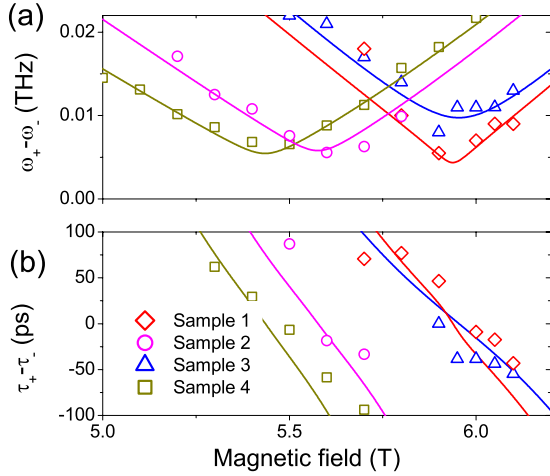 (a)
0.02
0.01
0.00
ω₊-ω₋ (THz)
(b)
100
50
0
-50
-100
τ₊-τ₋ (ps)
Sample 1
Sample 2
Sample 3
Sample 4
5.0 5.5 6.0
Magnetic field (T)